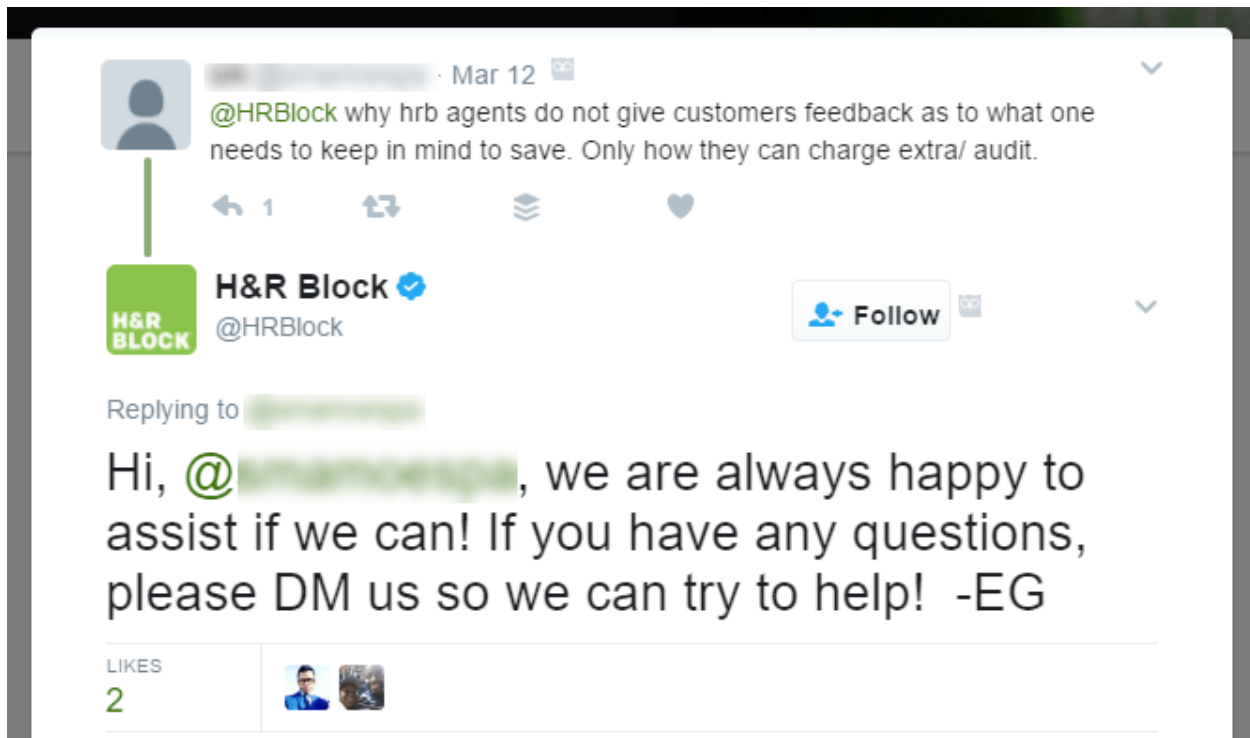 · Mar 12
@HRBlock why hrb agents do not give customers feedback as to what one
needs to keep in mind to save. Only how they can charge extra/ audit.
1
H&R Block
@HRBlock
Follow
H&R
BLOCK
Replying to
Hi, @, we are always happy to
assist if we can! If you have any questions,
please DM us so we can try to help! -EG
LIKES
2